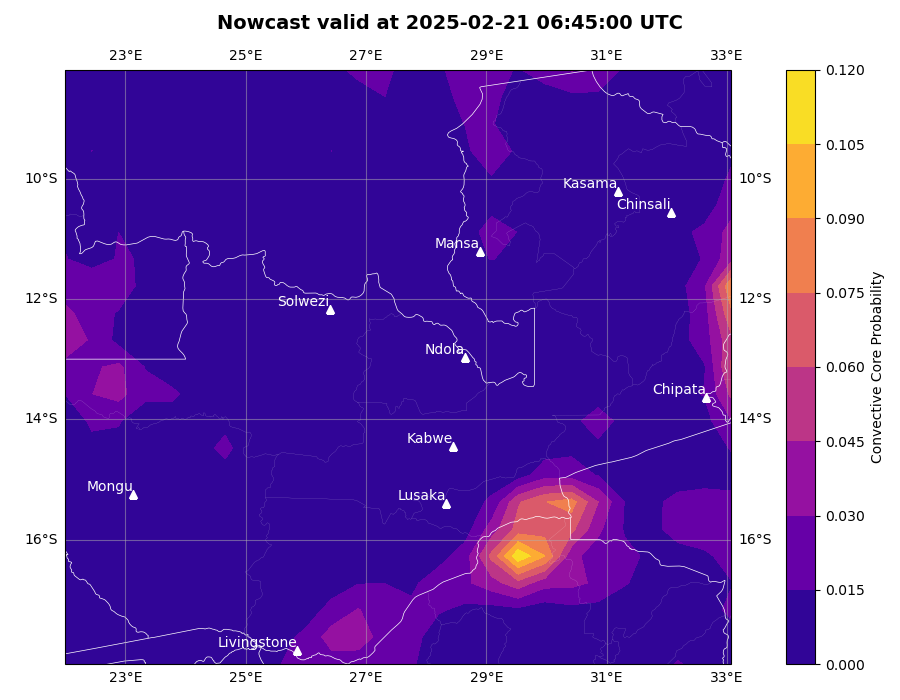 Nowcast valid at 2025-02-21 06:45:00 UTC
23°E 25°E 27°E 29°E 31°E 33°E
0.120
0.105
10°S Kasama 10°S
Chinsali
0.090
Mansa
12°S Solwezi 12°S
0.075
Ndola
0.060
Chipata
14°S 14°S
Kabwe
0.045
Mongu Lusaka
0.030
16°S 16°S
0.015
Livingstone
0.000
23°E 25°E 27°E 29°E 31°E 33°E
Convective Core Probability